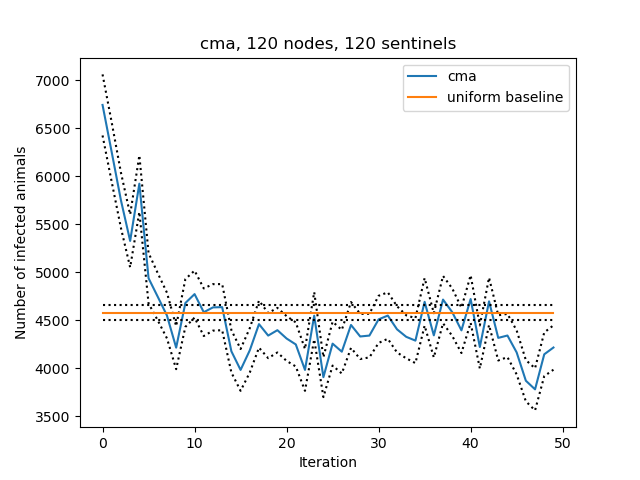 cma, 120 nodes, 120 sentinels
cma
uniform baseline
Number of infected animals
7000
6500
6000
5500
5000
4500
4000
3500
0 10 20 30 40 50
Iteration